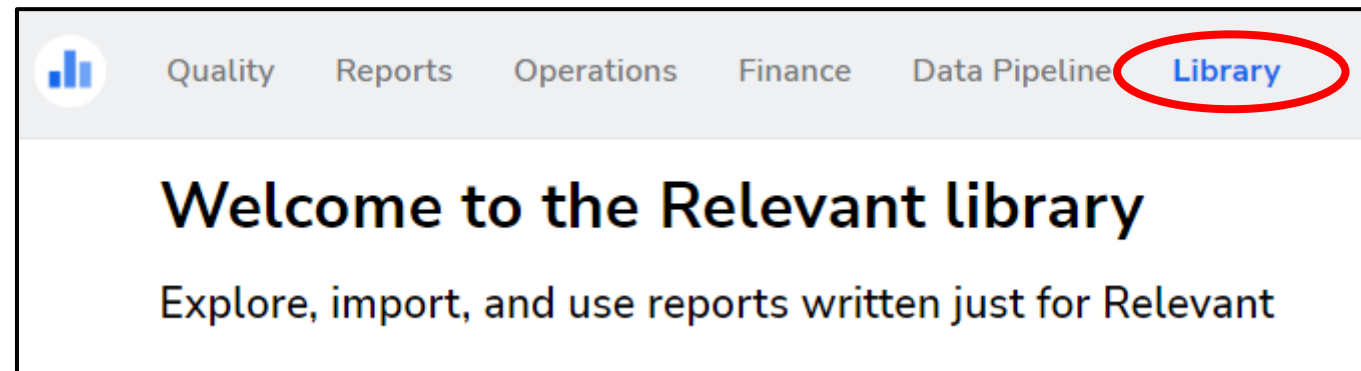 Quality Reports Operations Finance Data Pipeline Library
Welcome to the Relevant library
Explore, import, and use reports written just for Relevant